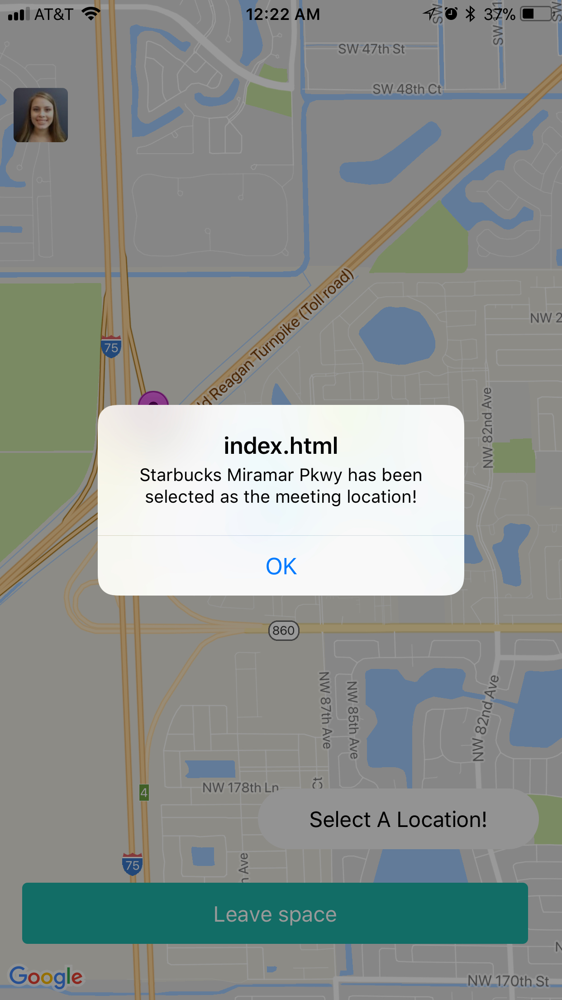 AT&T
12:22 AM
37%
SW
SW 47th St
SW 48th Ct
75
ld Reagan Turnpike (Toll road)
NW 2
NW 82nd Ave
index.html
Starbucks Miramar Pkwy has been
selected as the meeting location!
OK
860
NW 87th Ave
NW 85th Ave
NW 82nd Ave
NW 178th Ln
Ct
4
Select A Location!
75
Ave
Leave space
N
Google
NW 170th St